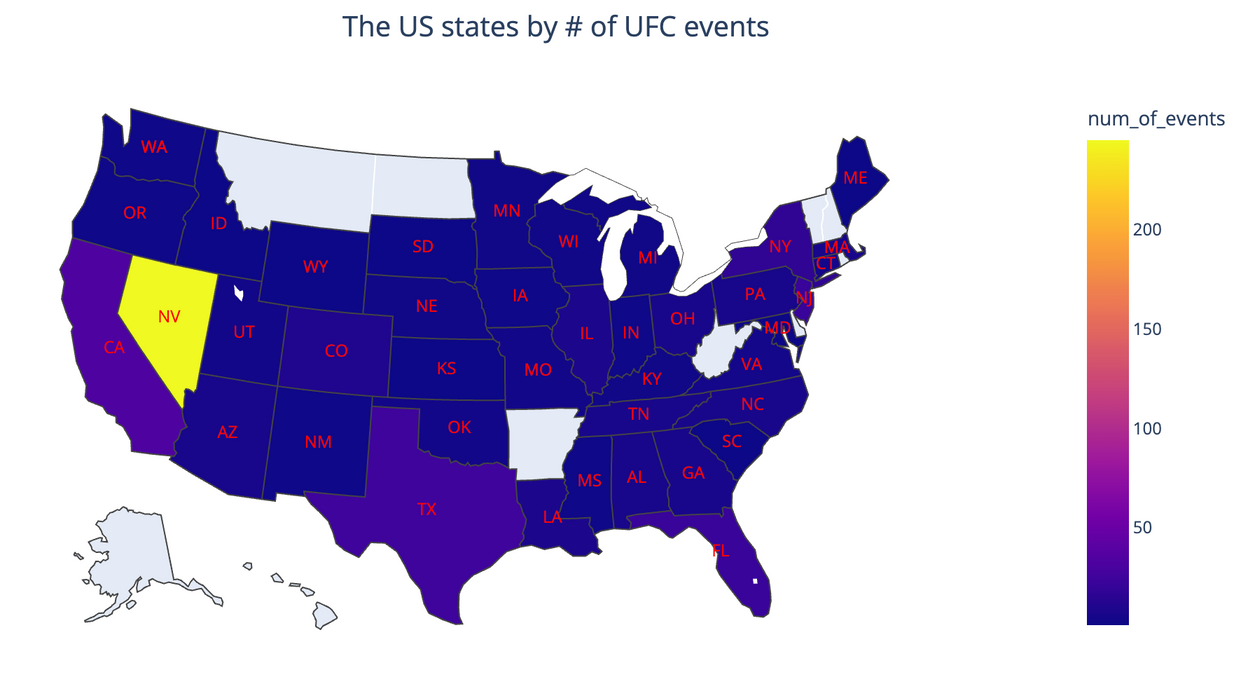 The US states by # of UFC events
num_of_events
WA
ME
OR
ID
MN
WI
MI
NY
MA
SD
CT
WY
NE
IA
PA
NJ
NV
UT
CA
CO
IL
IN
OH
MD
KS
MO
KY
VA
AZ
NM
OK
TN
NC
SC
MS
AL
GA
TX
LA
FL
200
150
100
50